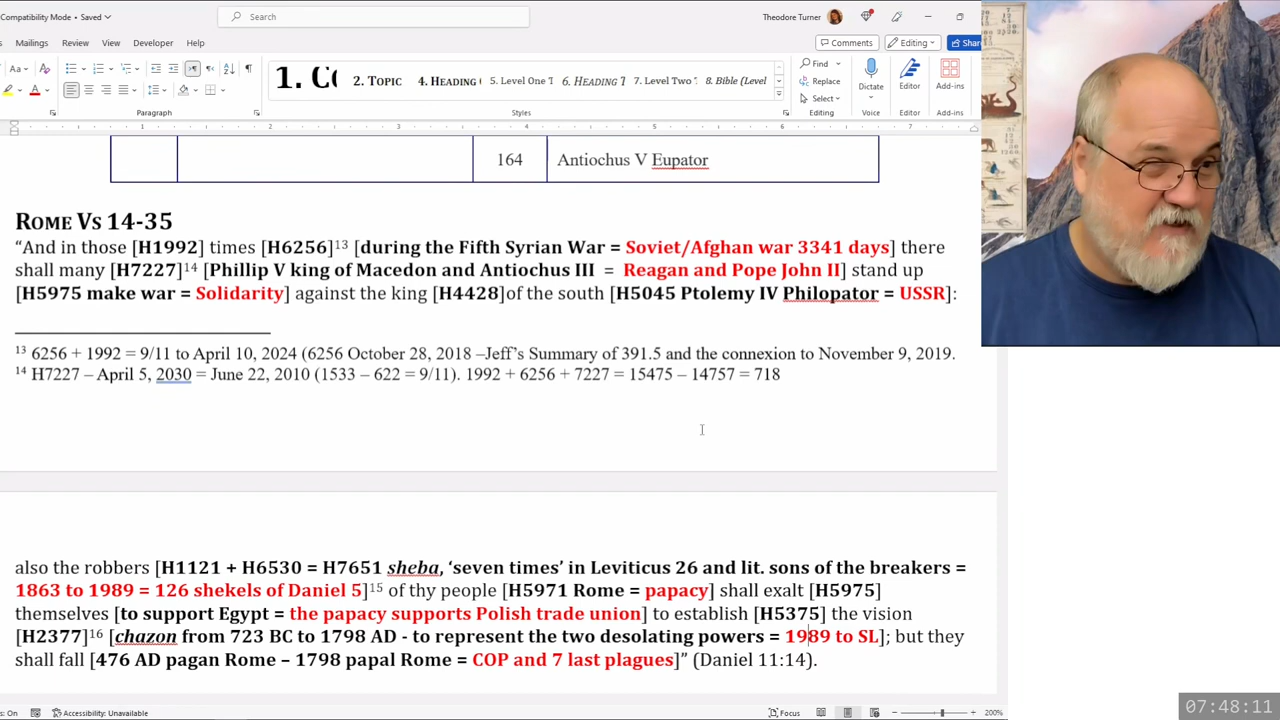 Compatibility Mode • Saved
Search
Theodore Turner
Mailings Review View Developer Help
Comments
Editing
Shar
Aa
1. Co
2. Topic
4. Heading
5. Level One
6. Heading
7. Level Two
8. Bible (Level
Find
Replace
Select
Dictate
Editor
Add-ins
Paragraph
Styles
Editing
Voice
Editor
Add-ins
1 2 3 4 5 6 7
164 Antiochus V Eupator
Rome Vs 14-35
“And in those [H1992] times [H6256]13 [during the Fifth Syrian War = Soviet/Afghan war 3341 days] there
shall many [H7227]14 [Phillip V king of Macedon and Antiochus III = Reagan and Pope John II] stand up
[H5975 make war = Solidarity] against the king [H4428]of the south [H5045 Ptolemy IV Philopator = USSR]:
13 6256 + 1992 = 9/11 to April 10, 2024 (6256 October 28, 2018 –Jeff’s Summary of 391.5 and the connexion to November 9, 2019.
14 H7227 – April 5, 2030 = June 22, 2010 (1533 – 622 = 9/11). 1992 + 6256 + 7227 = 15475 – 14757 = 718
also the robbers [H1121 + H6530 = H7651 sheba, ‘seven times’ in Leviticus 26 and lit. sons of the breakers =
1863 to 1989 = 126 shekels of Daniel 5]15 of thy people [H5971 Rome = papacy] shall exalt [H5975]
themselves [to support Egypt = the papacy supports Polish trade union] to establish [H5375] the vision
[H2377]16 [chazon from 723 BC to 1798 AD - to represent the two desolating powers = 1989 to SL]; but they
shall fall [476 AD pagan Rome – 1798 papal Rome = COP and 7 last plagues]” (Daniel 11:14).
: On
Accessibility: Unavailable
Focus
200%
07:48:11